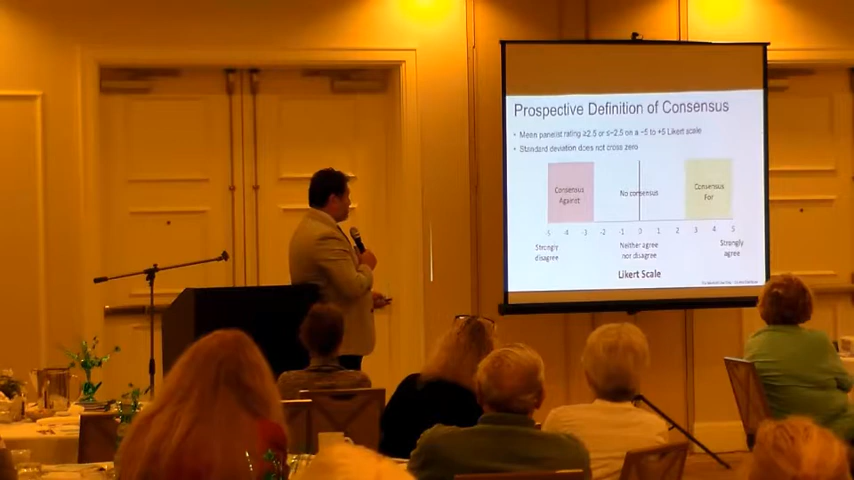 Prospective Definition of Consensus
• Mean panelist rating ≥2.5 or ≤-2.5 on a -5 to +5 Likert scale
• Standard deviation does not cross zero
Consensus
Against
No consensus
Consensus
For
-5 -4 -3 -2 -1 0 1 2 3 4 5
Strongly
disagree
Neither agree
nor disagree
Strongly
agree
Likert Scale